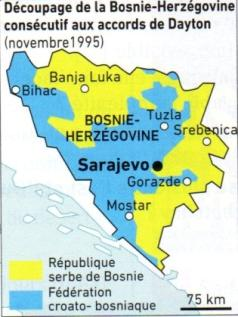 Découpage de la Bosnie-Herzégovine
consécutif aux accords de Dayton
(novembre1995)
Banja Luka
Bihac
BOSNIE-
HERZÉGOVINE
Tuzla
Srebenica
Sarajevo
Gorazde
Mostar
République
serbe de Bosnie
Fédération
croato- bosniaque
75 km